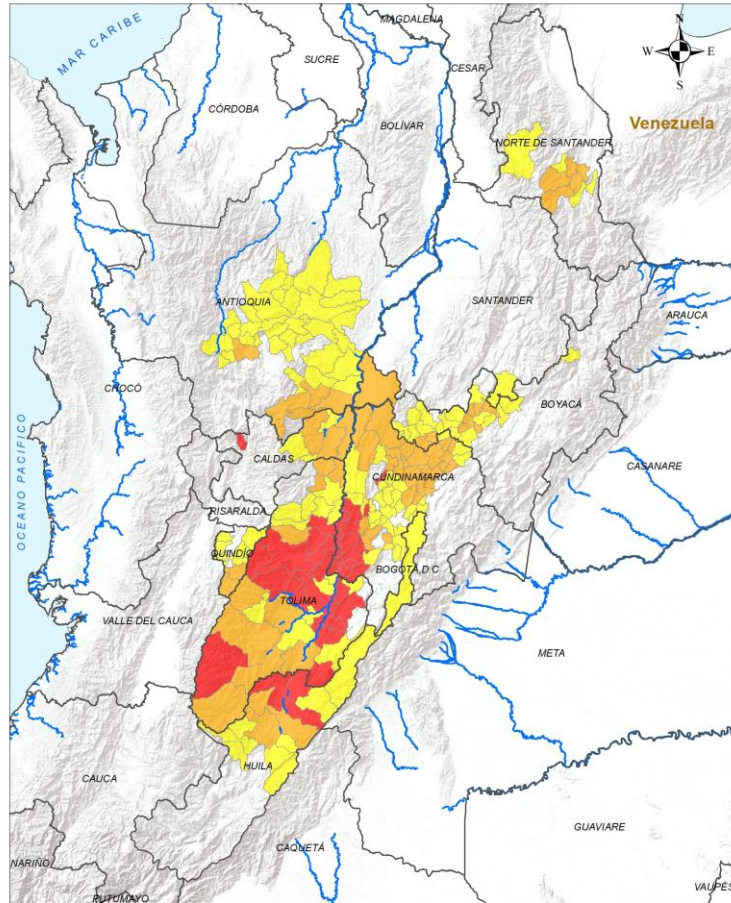 MAGDALENA
N
MAR CARIBE
SUCRE
W
E
CESAR
S
CÓRDOBA
BOLÍVAR
Venezuela
NORTE DE SANTANDER
ANTIOQUIA
SANTANDER
ARAUCA
CHOCÓ
BOYACÁ
OCEANO PACIFICO
CALDAS
CUNDINAMARCA
CASANARE
RISARALDA
QUINDÍO
BOGOTÁ,D.C
TOLIMA
VALLE DEL CAUCA
META
HUILA
CAUCA
GUAVIARE
CAQUETÁ
NARIÑO
PUTUMAYO
VAUPÉS